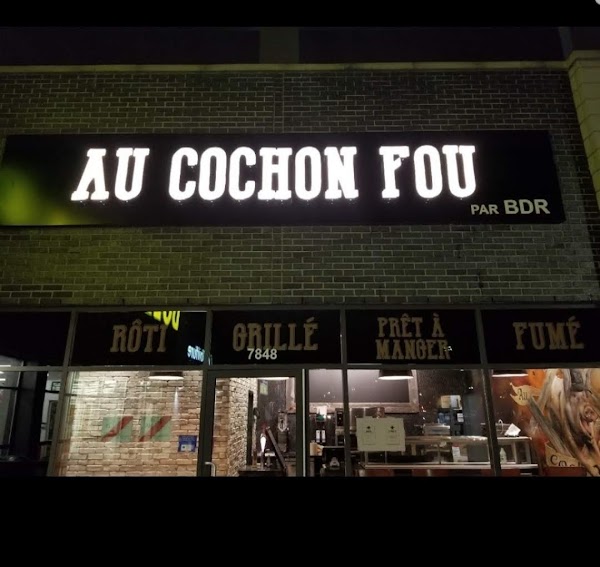 AU COCHON FOU
PAR BDR
RÔTI
GRILLÉ
PRÊT À
MANGER
FUMÉ
7848